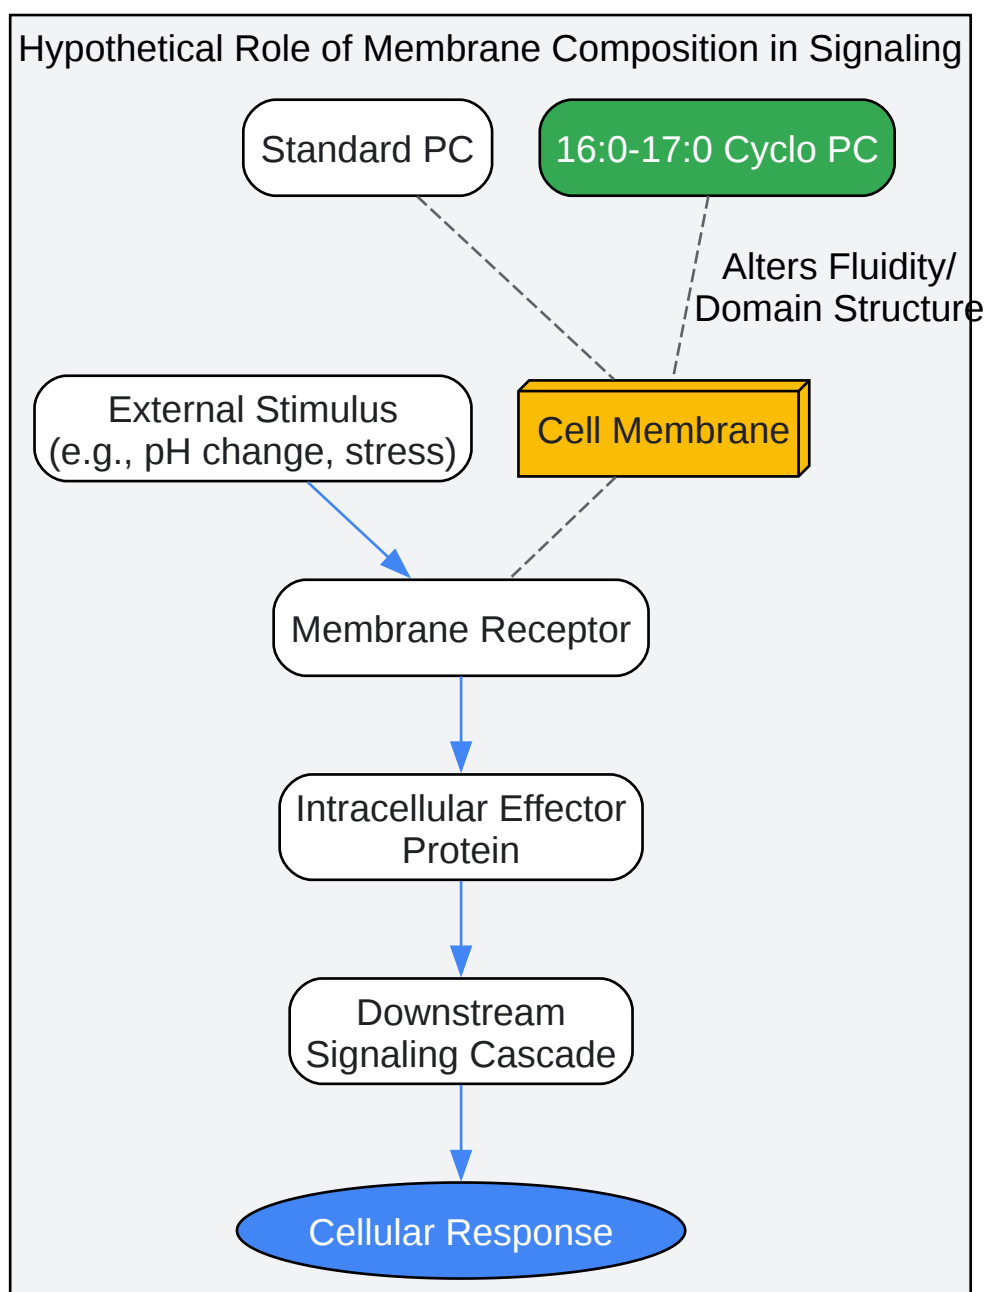 Hypothetical Role of Membrane Composition in Signaling
Standard PC
16:0-17:0 Cyclo PC
Alters Fluidity/
Domain Structure
External Stimulus
(e.g., pH change, stress)
Cell Membrane
Membrane Receptor
Intracellular Effector
Protein
Downstream
Signaling Cascade
Cellular Response